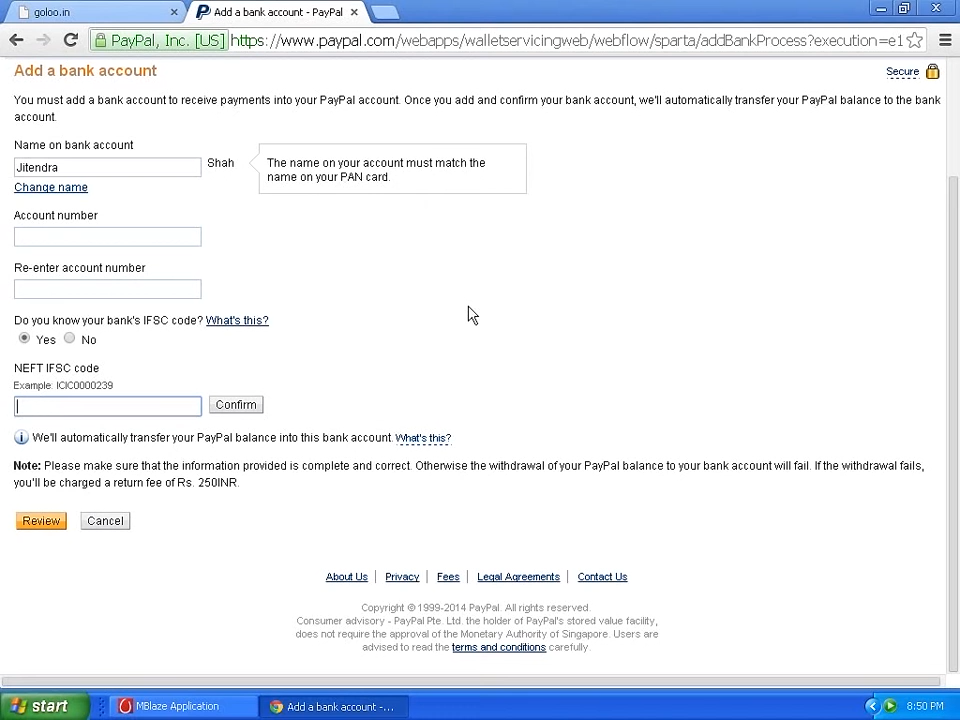 goloo.in
Add a bank account - PayPal
PayPal, Inc. [US] https://www.paypal.com/webapps/walletservicingweb/webflow/sparta/addBankProcess?execution=e1
Add a bank account
Secure
You must add a bank account to receive payments into your PayPal account. Once you add and confirm your bank account, we'll automatically transfer your PayPal balance to the bank
account.
Name on bank account
Jitendra Shah
The name on your account must match the
name on your PAN card.
Change name
Account number
Re-enter account number
Do you know your bank's IFSC code? What's this?
Yes No
NEFT IFSC code
Example: ICIC0000239
Confirm
We'll automatically transfer your PayPal balance into this bank account. What's this?
Note: Please make sure that the information provided is complete and correct. Otherwise the withdrawal of your PayPal balance to your bank account will fail. If the withdrawal fails,
you'll be charged a return fee of Rs. 250INR.
Review Cancel
About Us Privacy Fees Legal Agreements Contact Us
Copyright © 1999-2014 PayPal. All rights reserved.
Consumer advisory - PayPal Pte. Ltd. the holder of PayPal's stored value facility,
does not require the approval of the Monetary Authority of Singapore. Users are
advised to read the terms and conditions carefully.
start MBlaze Application Add a bank account -... 8:50 PM